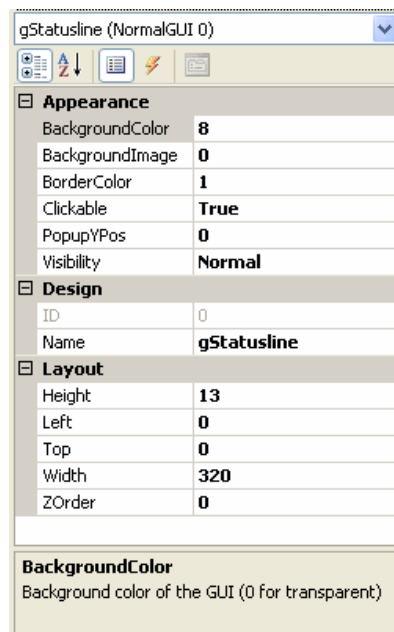 gStatusline (NormalGUI 0)
A Z
Appearance
BackgroundColor 8
BackgroundImage 0
BorderColor 1
Clickable True
PopupYPos 0
Visibility Normal
Design
ID 0
Name gStatusline
Layout
Height 13
Left 0
Top 0
Width 320
ZOrder 0
BackgroundColor
Background color of the GUI (0 for transparent)